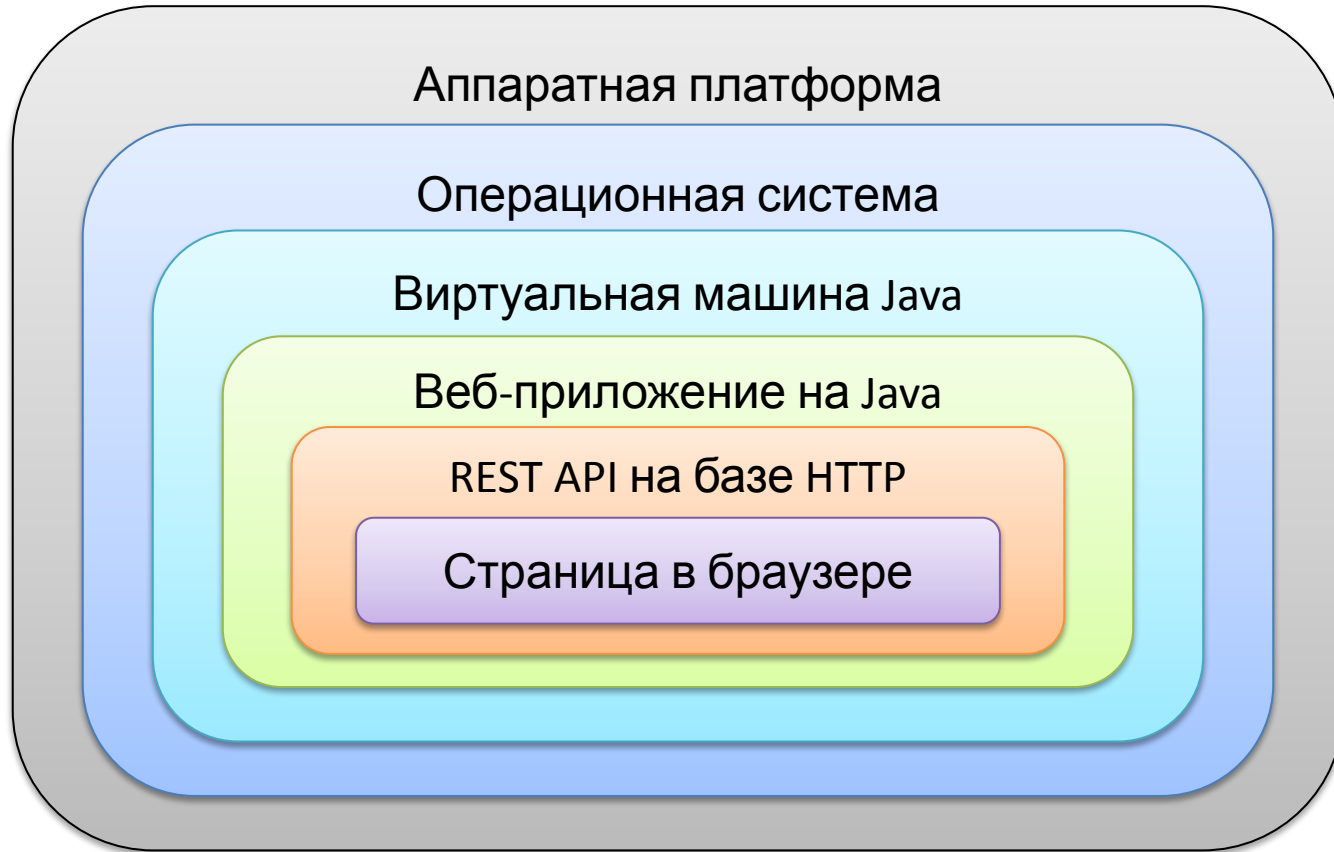 Аппаратная платформа
Операционная система
Виртуальная машина Java
Веб-приложение на Java
REST API на базе HTTP
Страница в браузере